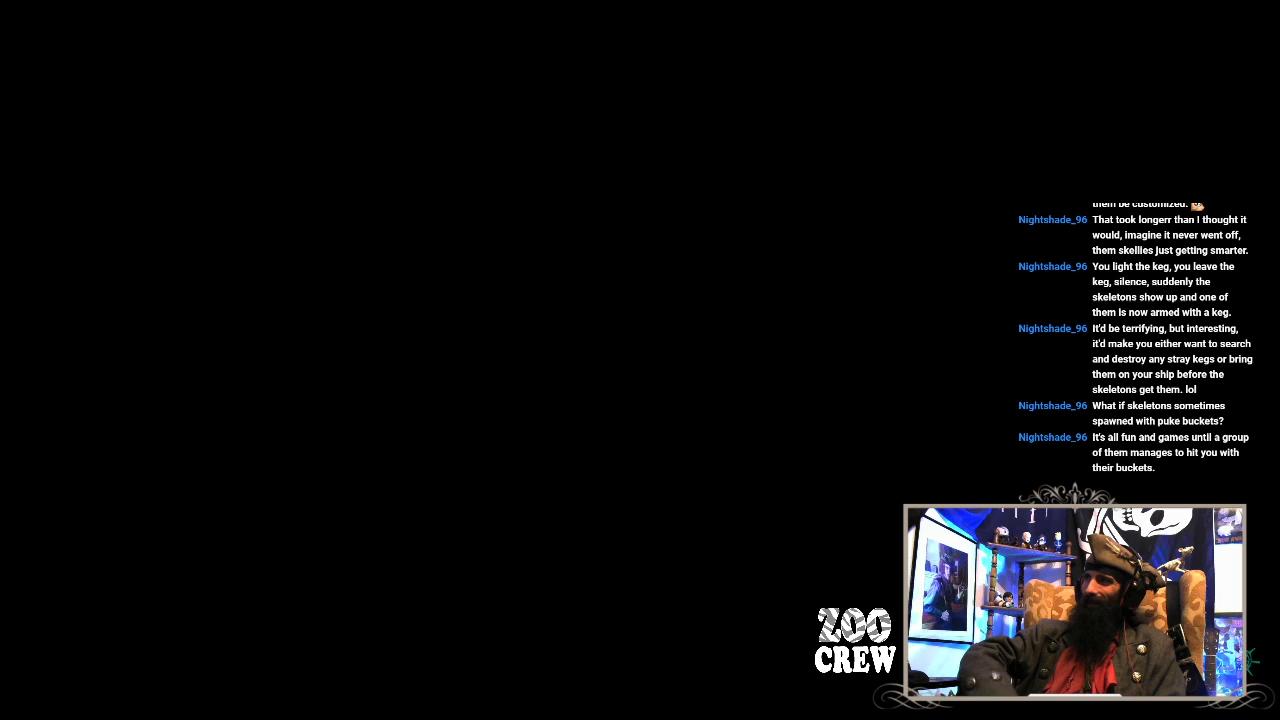 them be customized.
Nightshade_96 That took longerr than I thought it
would, imagine it never went off,
them skellies just getting smarter.
Nightshade_96 You light the keg, you leave the
keg, silence, suddenly the
skeletons show up and one of
them is now armed with a keg.
Nightshade_96 It'd be terrifying, but interesting,
it'd make you either want to search
and destroy any stray kegs or bring
them on your ship before the
skeletons get them. lol
Nightshade_96 What if skeletons sometimes
spawned with puke buckets?
Nightshade_96 It's all fun and games until a group
of them manages to hit you with
their buckets.
ZOO
CREW